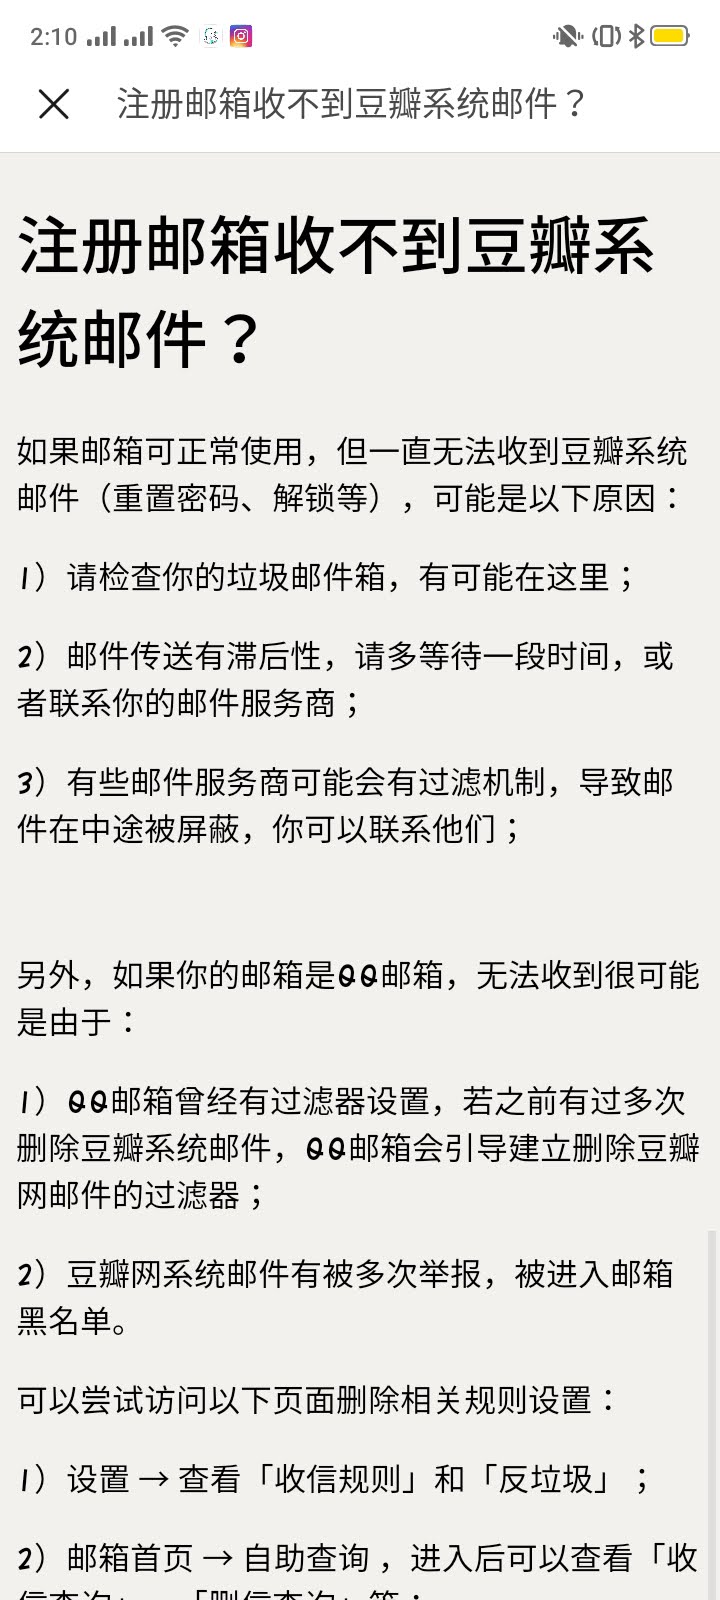 2:10
注册邮箱收不到豆瓣系统邮件？
注册邮箱收不到豆瓣系
统邮件？
如果邮箱可正常使用，但一直无法收到豆瓣系统
邮件（重置密码、解锁等），可能是以下原因：
1）请检查你的垃圾邮件箱，有可能在这里；
2）邮件传送有滞后性，请多等待一段时间，或
者联系你的邮件服务商；
3）有些邮件服务商可能会有过滤机制，导致邮
件在中途被屏蔽，你可以联系他们；
另外，如果你的邮箱是QQ邮箱，无法收到很可能
是由于：
1）QQ邮箱曾经有过滤器设置，若之前有过多次
删除豆瓣系统邮件，QQ邮箱会引导建立删除豆瓣
网邮件的过滤器；
2）豆瓣网系统邮件有被多次举报，被进入邮箱
黑名单。
可以尝试访问以下页面删除相关规则设置：
1）设置 → 查看「收信规则」和「反垃圾」；
2）邮箱首页 → 自助查询 ，进入后可以查看「收